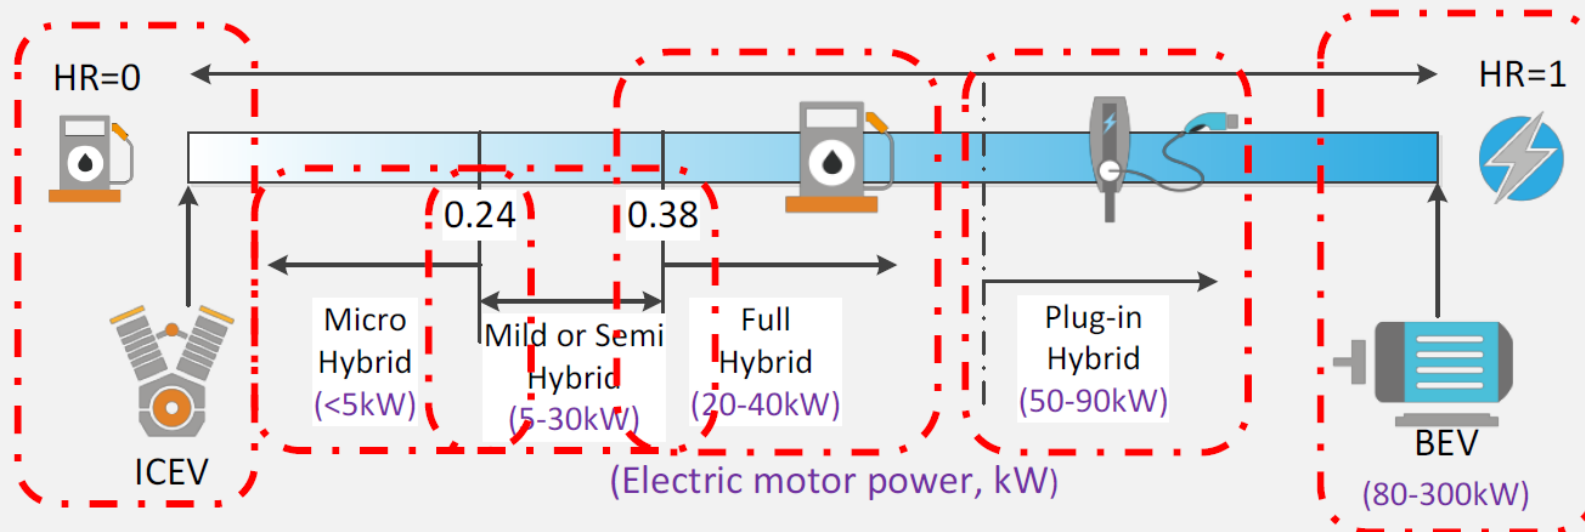 HR=0
HR=1
0.24
0.38
Micro
Hybrid
(<5kW)
Mild or Semi
Hybrid
(5-30kW)
Full
Hybrid
(20-40kW)
Plug-in
Hybrid
(50-90kW)
ICEV
BEV
(80-300kW)
(Electric motor power, kW)